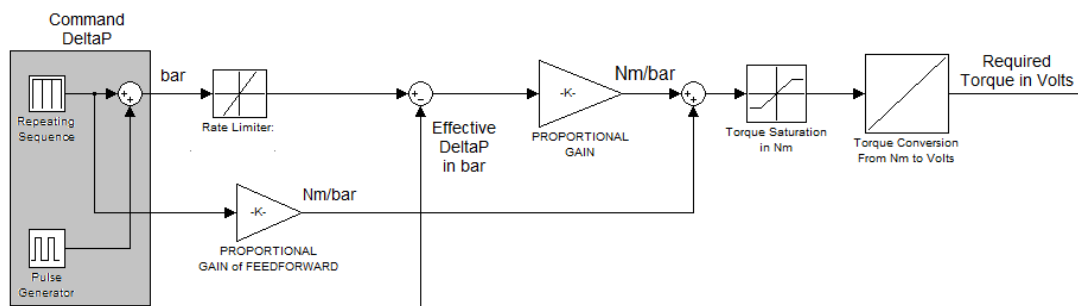 Command
DeltaP
bar
Repeating
Sequence
Rate Limiter:
Pulse
Generator
-K-
PROPORTIONAL
GAIN of FEEDFORWARD
Nm/bar
Effective
DeltaP
in bar
-K-
PROPORTIONAL
GAIN
Nm/bar
Torque Saturation
in Nm
Torque Conversion
From Nm to Volts
Required
Torque in Volts